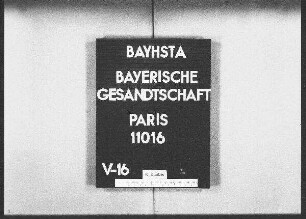 BAYHSTA
BAYERISCHE
GESANDTSCHAFT
PARIS
11016
V-16